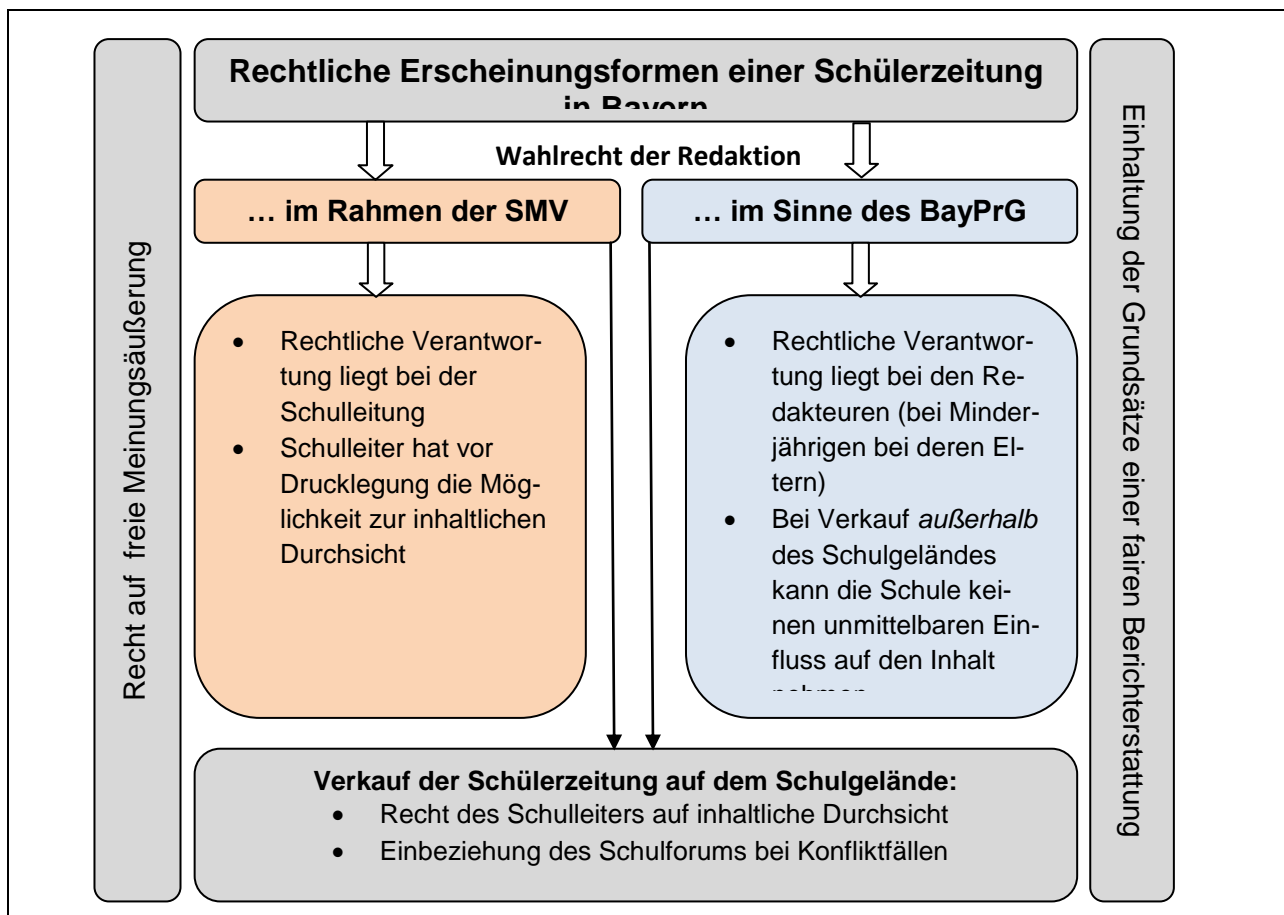 Rechtliche Erscheinungsformen einer Schülerzeitung
in Bayern
Wahlrecht der Redaktion
… im Rahmen der SMV
… im Sinne des BayPrG
Recht auf freie Meinungsäußerung
• Rechtliche Verantwor-
tung liegt bei der
Schulleitung
• Schulleiter hat vor
Drucklegung die Mög-
lichkeit zur inhaltlichen
Durchsicht
• Rechtliche Verantwor-
tung liegt bei den Re-
dakteuren (bei Minder-
jährigen bei deren El-
tern)
• Bei Verkauf außerhalb
des Schulgeländes
kann die Schule kei-
nen unmittelbaren Ein-
fluss auf den Inhalt
nehmen
Einhaltung der Grundsätze einer fairen Berichterstattung
Verkauf der Schülerzeitung auf dem Schulgelände:
• Recht des Schulleiters auf inhaltliche Durchsicht
• Einbeziehung des Schulforums bei Konfliktfällen